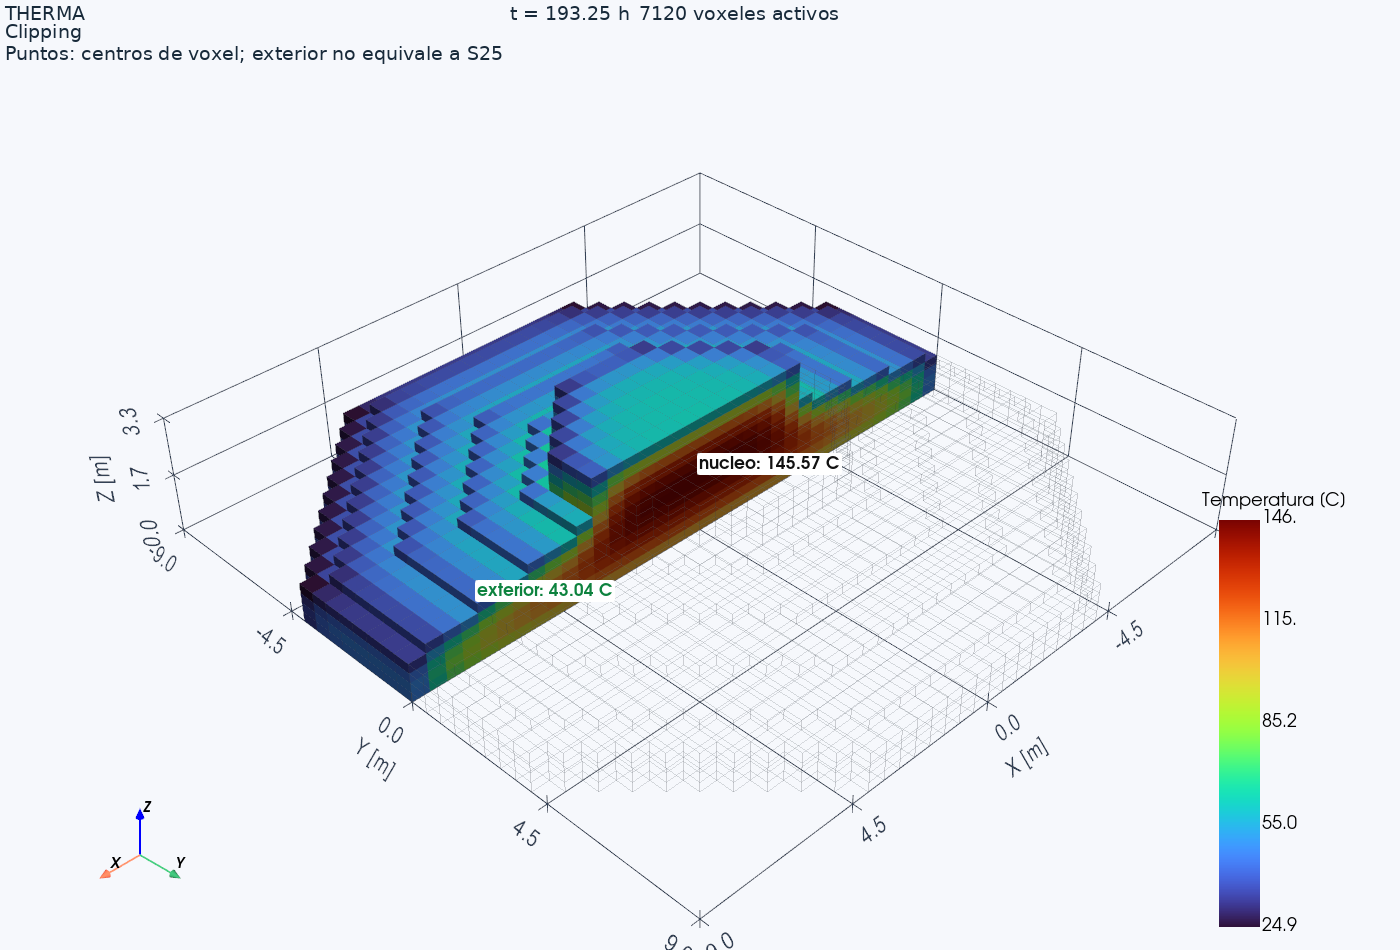 THERMA
t = 193.25 h 7120 voxeles activos
Clipping
Puntos: centros de voxel; exterior no equivale a S25
3.3
1.7
0.0
Z [m]
-9.0
-4.5
0.0
4.5
Y [m]
nucleo: 145.57 C
exterior: 43.04 C
-4.5
0.0
4.5
X [m]
Temperatura (C)
146.
115.
85.2
55.0
24.9
Z
X
Y